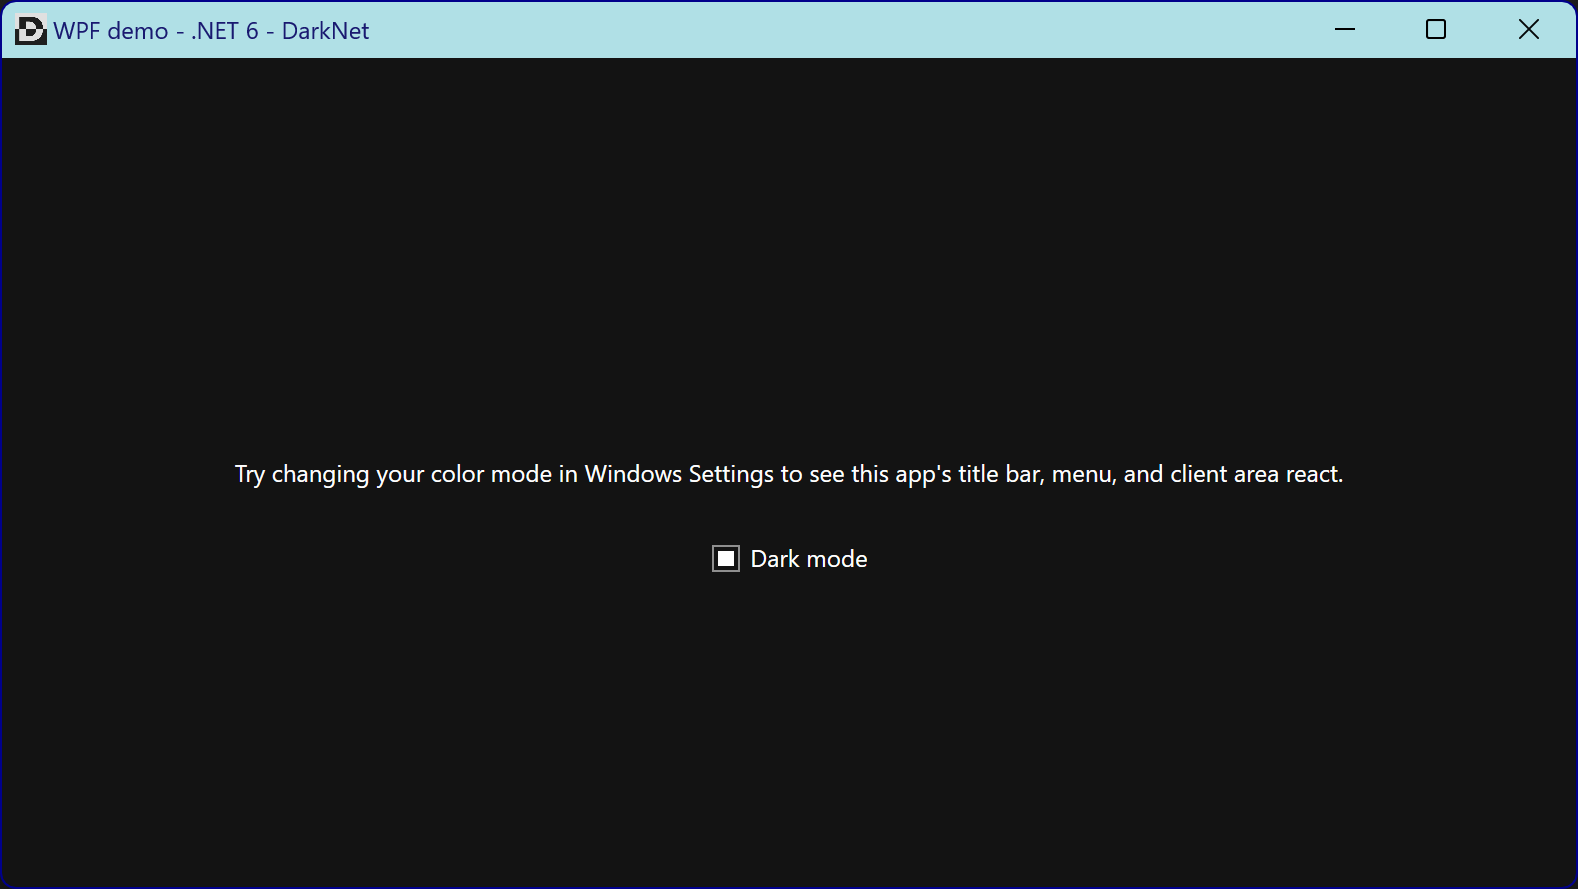 WPF demo - .NET 6 - DarkNet
Try changing your color mode in Windows Settings to see this app's title bar, menu, and client area react.
Dark mode